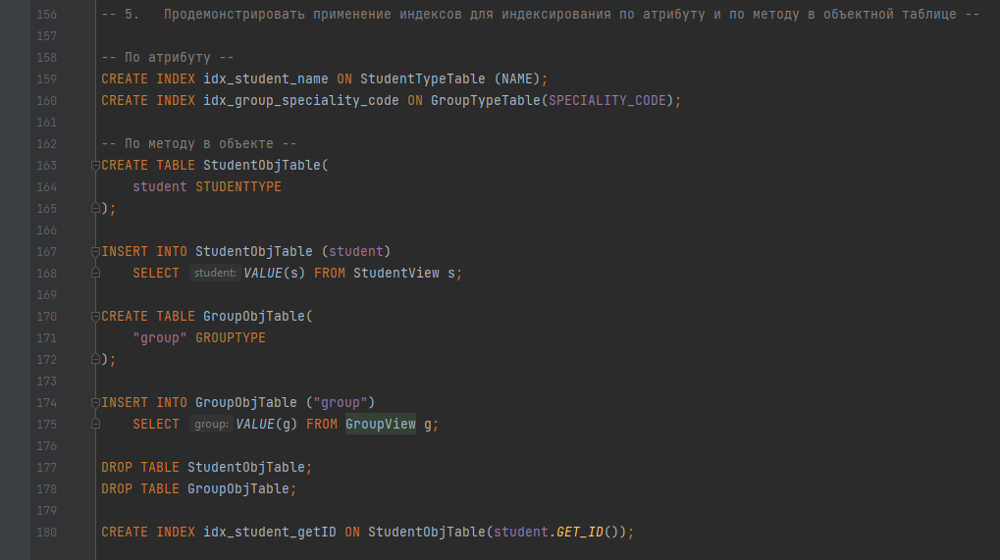 156 -- 5.   Продемонстрировать применение индексов для индексирования по атрибуту и по методу в объектной таблице --
157
158 -- По атрибуту --
159 CREATE INDEX idx_student_name ON StudentTypeTable (NAME);
160 CREATE INDEX idx_group_speciality_code ON GroupTypeTable(SPECIALITY_CODE);
161
162 -- По методу в объекте --
163 CREATE TABLE StudentObjTable(
164     student STUDENTTYPE
165 );
166
167 INSERT INTO StudentObjTable (student)
168     SELECT student: VALUE(s) FROM StudentView s;
169
170 CREATE TABLE GroupObjTable(
171     "group" GROUPTYPE
172 );
173
174 INSERT INTO GroupObjTable ("group")
175     SELECT group: VALUE(g) FROM GroupView g;
176
177 DROP TABLE StudentObjTable;
178 DROP TABLE GroupObjTable;
179
180 CREATE INDEX idx_student_getID ON StudentObjTable(student.GET_ID());